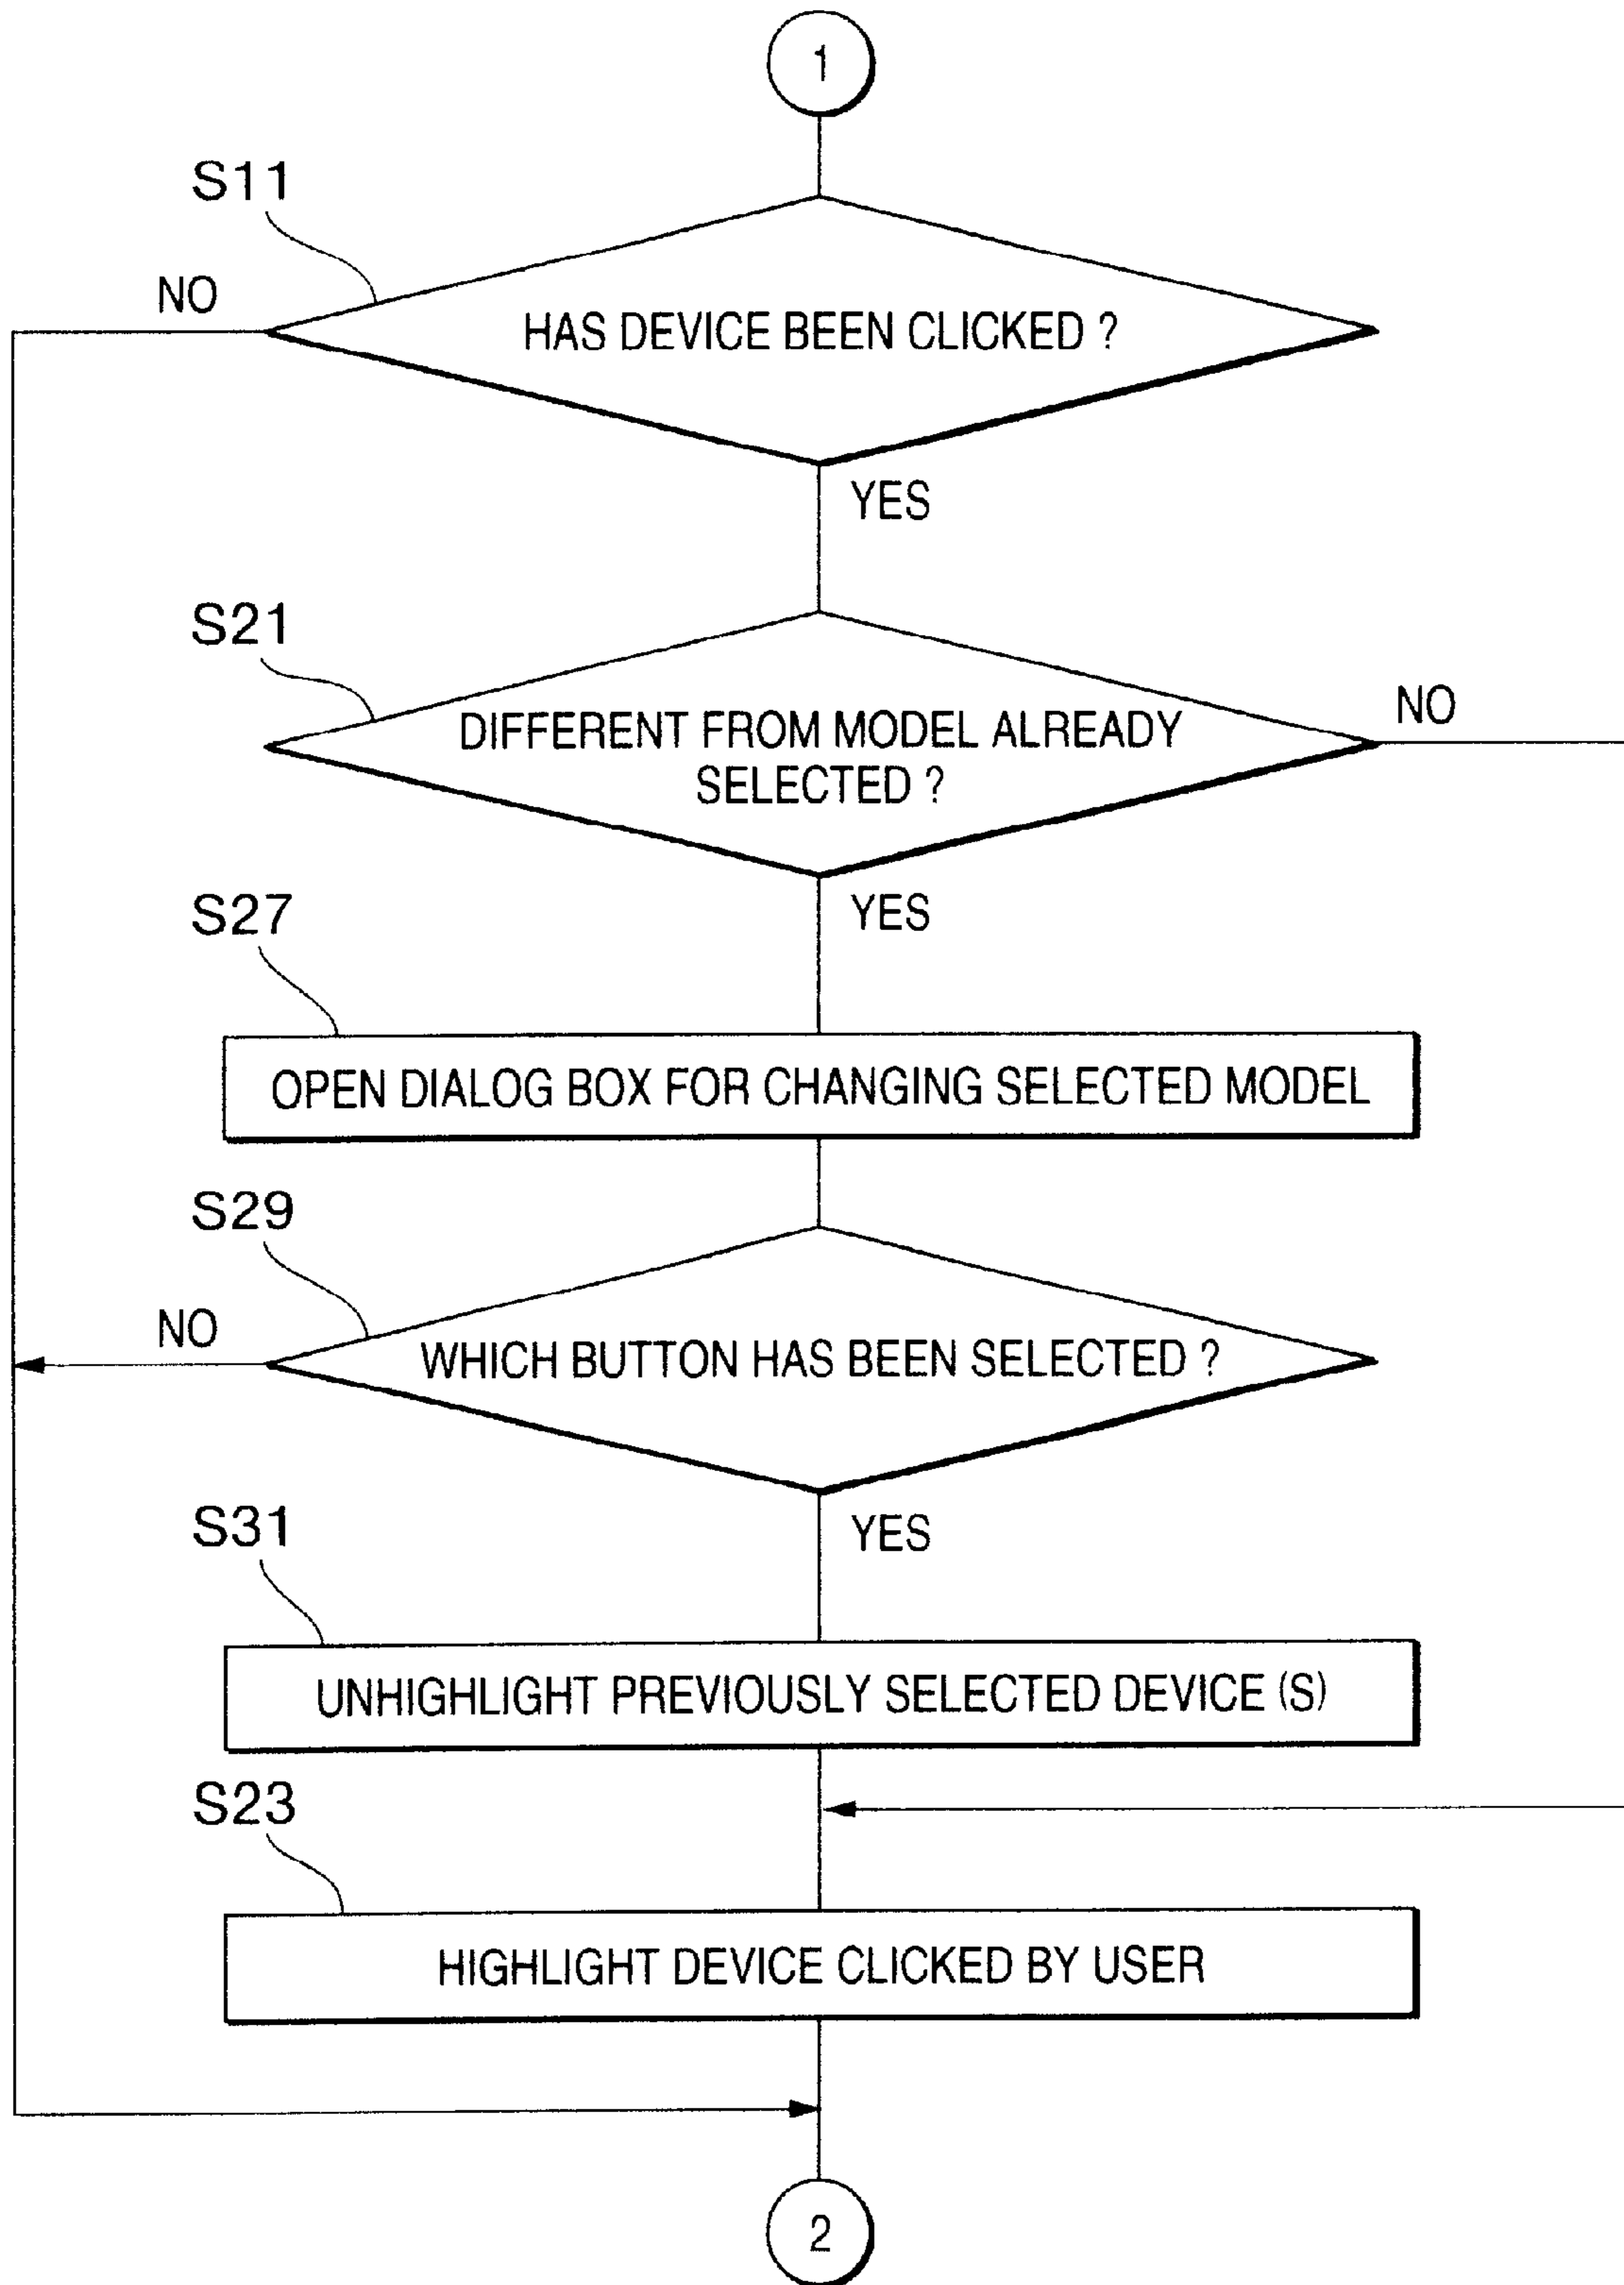 1
S11
NO
HAS DEVICE BEEN CLICKED ?
YES
S21
NO
DIFFERENT FROM MODEL ALREADY
SELECTED ?
YES
S27
OPEN DIALOG BOX FOR CHANGING SELECTED MODEL
S29
NO
WHICH BUTTON HAS BEEN SELECTED ?
YES
S31
UNHIGHLIGHT PREVIOUSLY SELECTED DEVICE (S)
S23
HIGHLIGHT DEVICE CLICKED BY USER
2